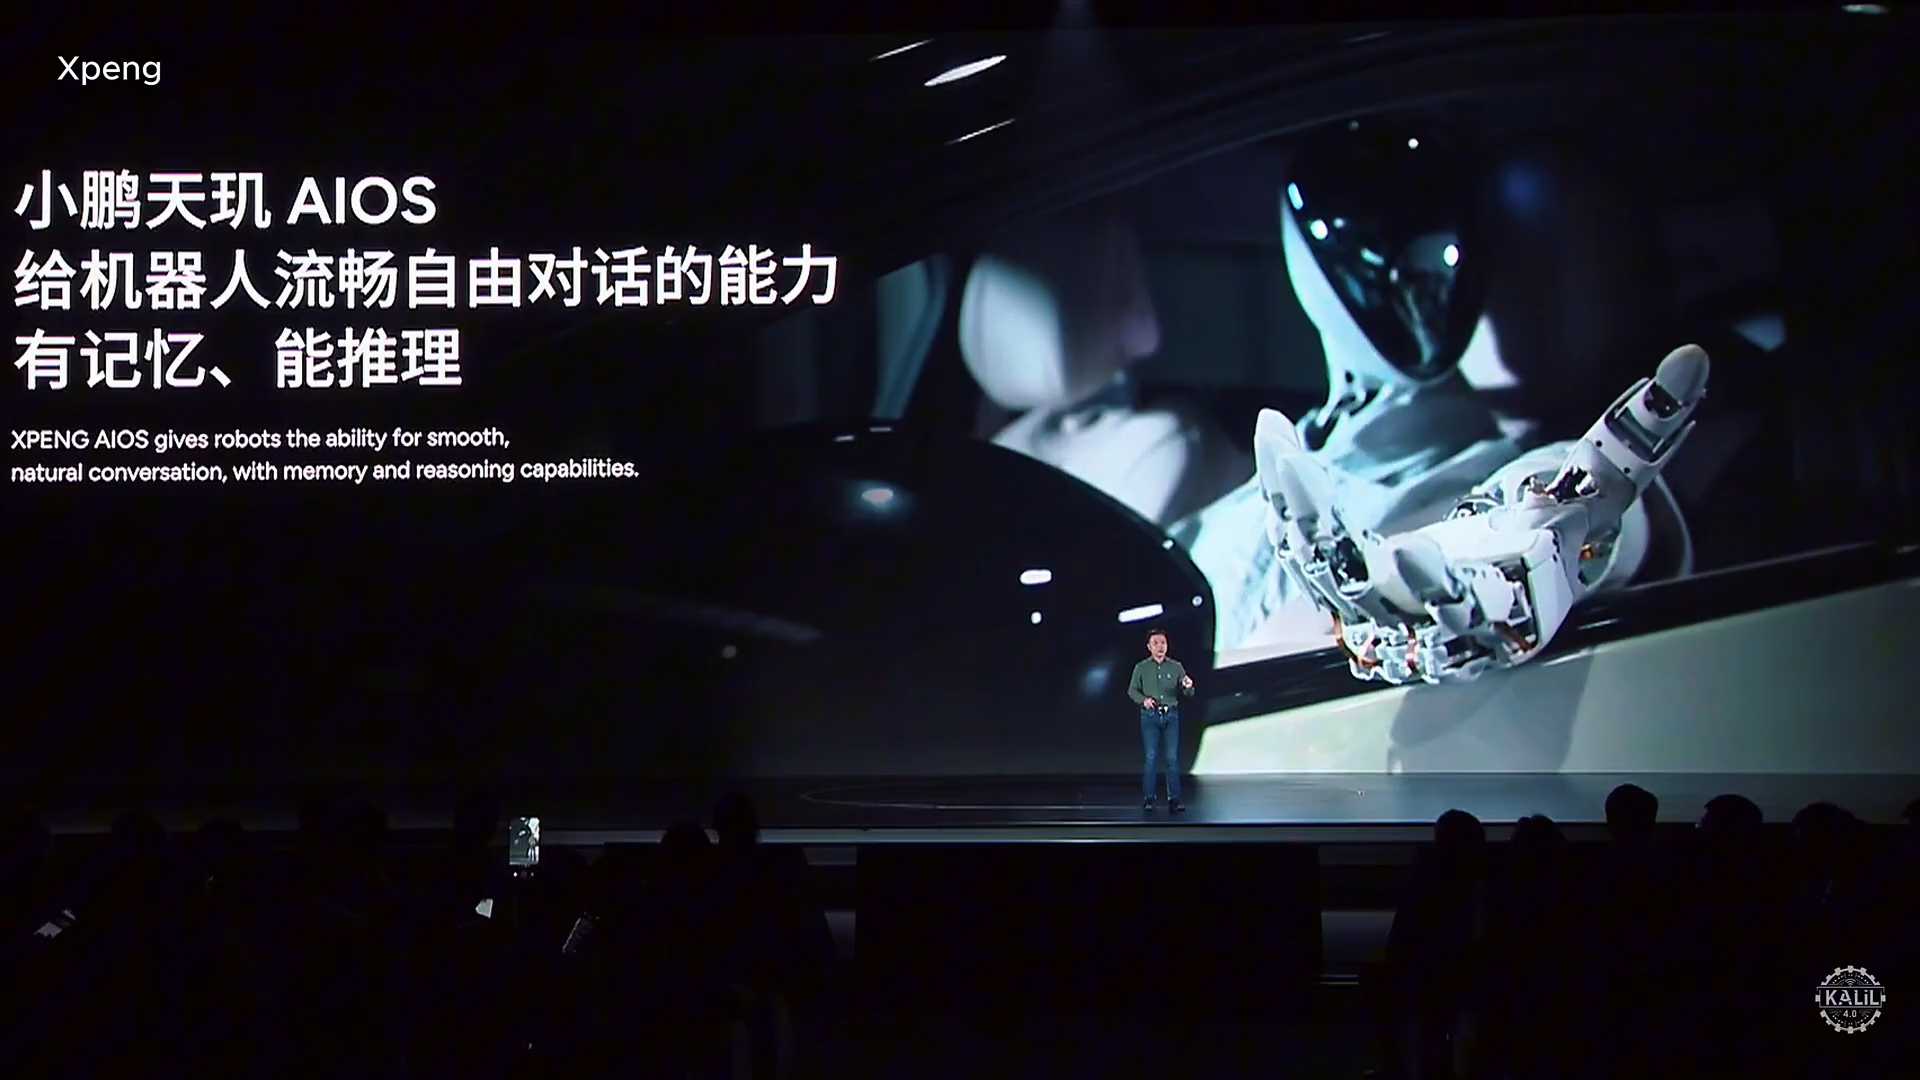 Xpeng
小鹏天玑 AIOS
给机器人流畅自由对话的能力
有记忆、能推理
XPENG AIOS gives robots the ability for smooth,
natural conversation, with memory and reasoning capabilities.
KALiL
4.0